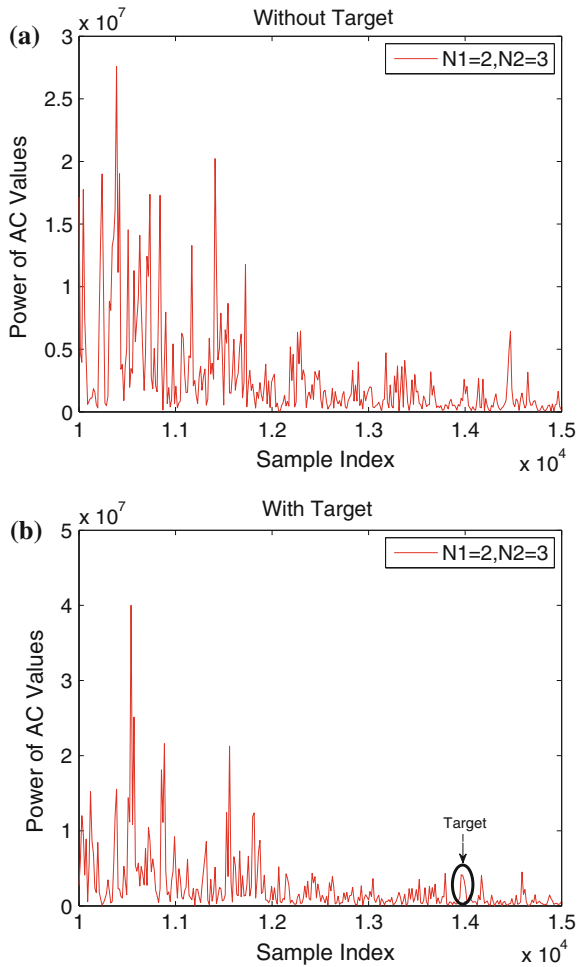 (a)
Without Target
x 10^7
3
2.5
2
1.5
1
0.5
0
Power of AC Values
N1=2,N2=3
1 1.1 1.2 1.3 1.4 1.5
Sample Index
x 10^4
(b)
With Target
x 10^7
5
4
3
2
1
0
Power of AC Values
N1=2,N2=3
Target
1 1.1 1.2 1.3 1.4 1.5
Sample Index
x 10^4